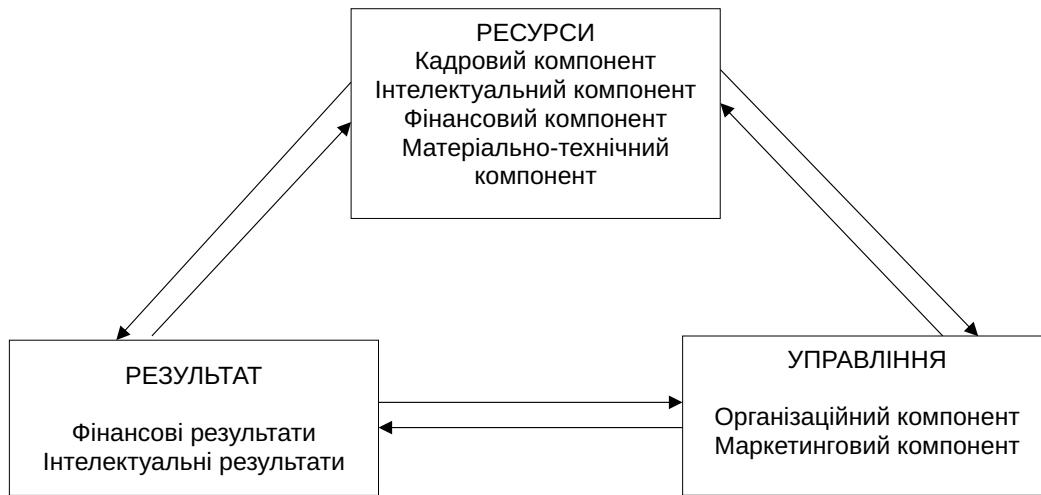 РЕСУРСИ
Кадровий компонент
Інтелектуальний компонент
Фінансовий компонент
Матеріально-технічний
компонент
РЕЗУЛЬТАТ
Фінансові результати
Інтелектуальні результати
УПРАВЛІННЯ
Організаційний компонент
Маркетинговий компонент